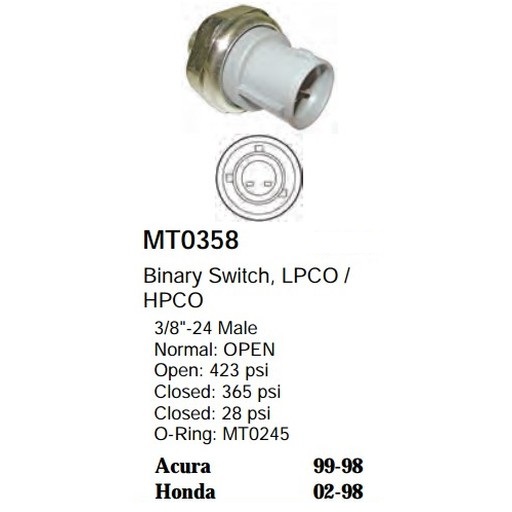 MT0358
Binary Switch, LPCO /
HPCO
3/8"-24 Male
Normal: OPEN
Open: 423 psi
Closed: 365 psi
Closed: 28 psi
O-Ring: MT0245
Acura 99-98
Honda 02-98